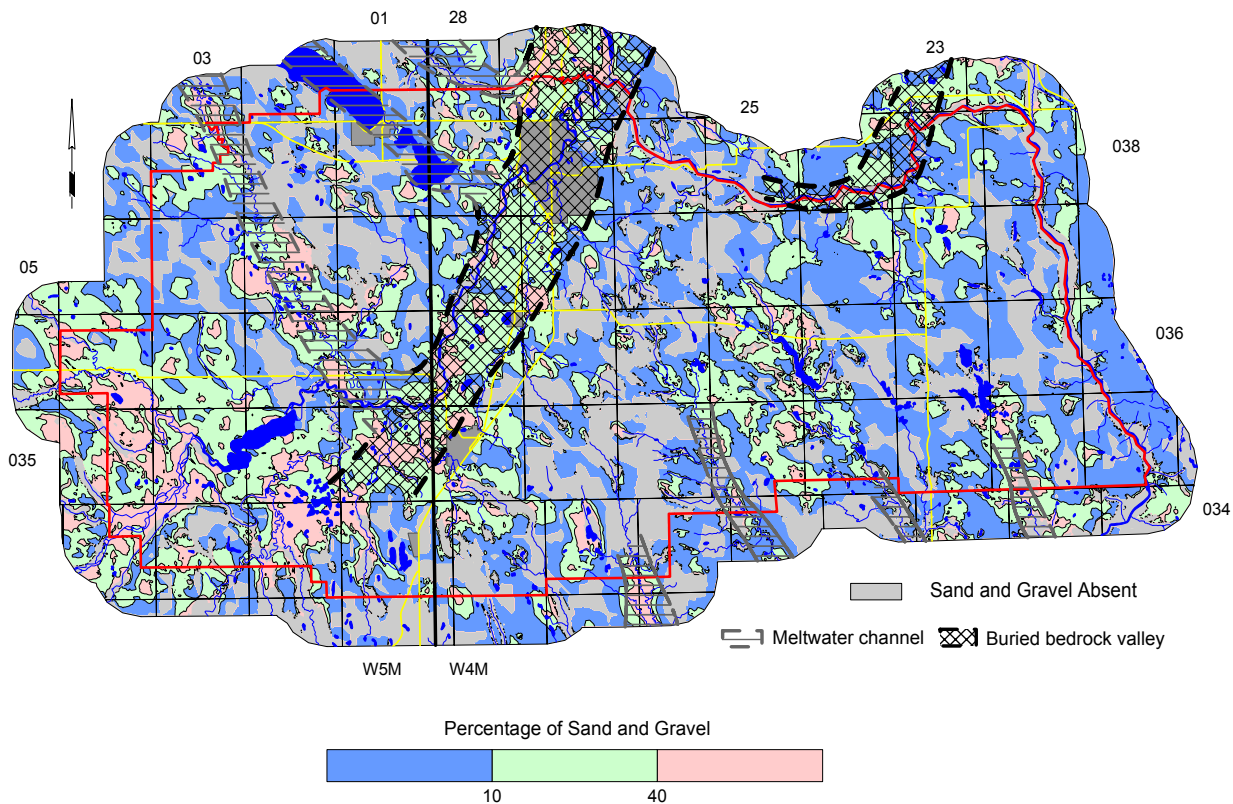 01
28
03
23
25
038
05
036
035
034
Sand and Gravel Absent
Meltwater channel
Buried bedrock valley
W5M
W4M
Percentage of Sand and Gravel
10
40